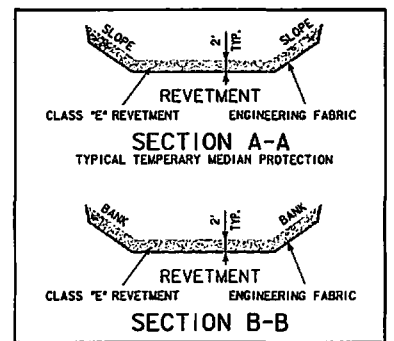 SLOPE
2' TYP.
SLOPE
REVETMENT
CLASS "E" REVETMENT
ENGINEERING FABRIC
SECTION A-A
TYPICAL TEMPERARY MEDIAN PROTECTION
BANK
2' TYP.
BANK
REVETMENT
CLASS "E" REVETMENT
ENGINEERING FABRIC
SECTION B-B